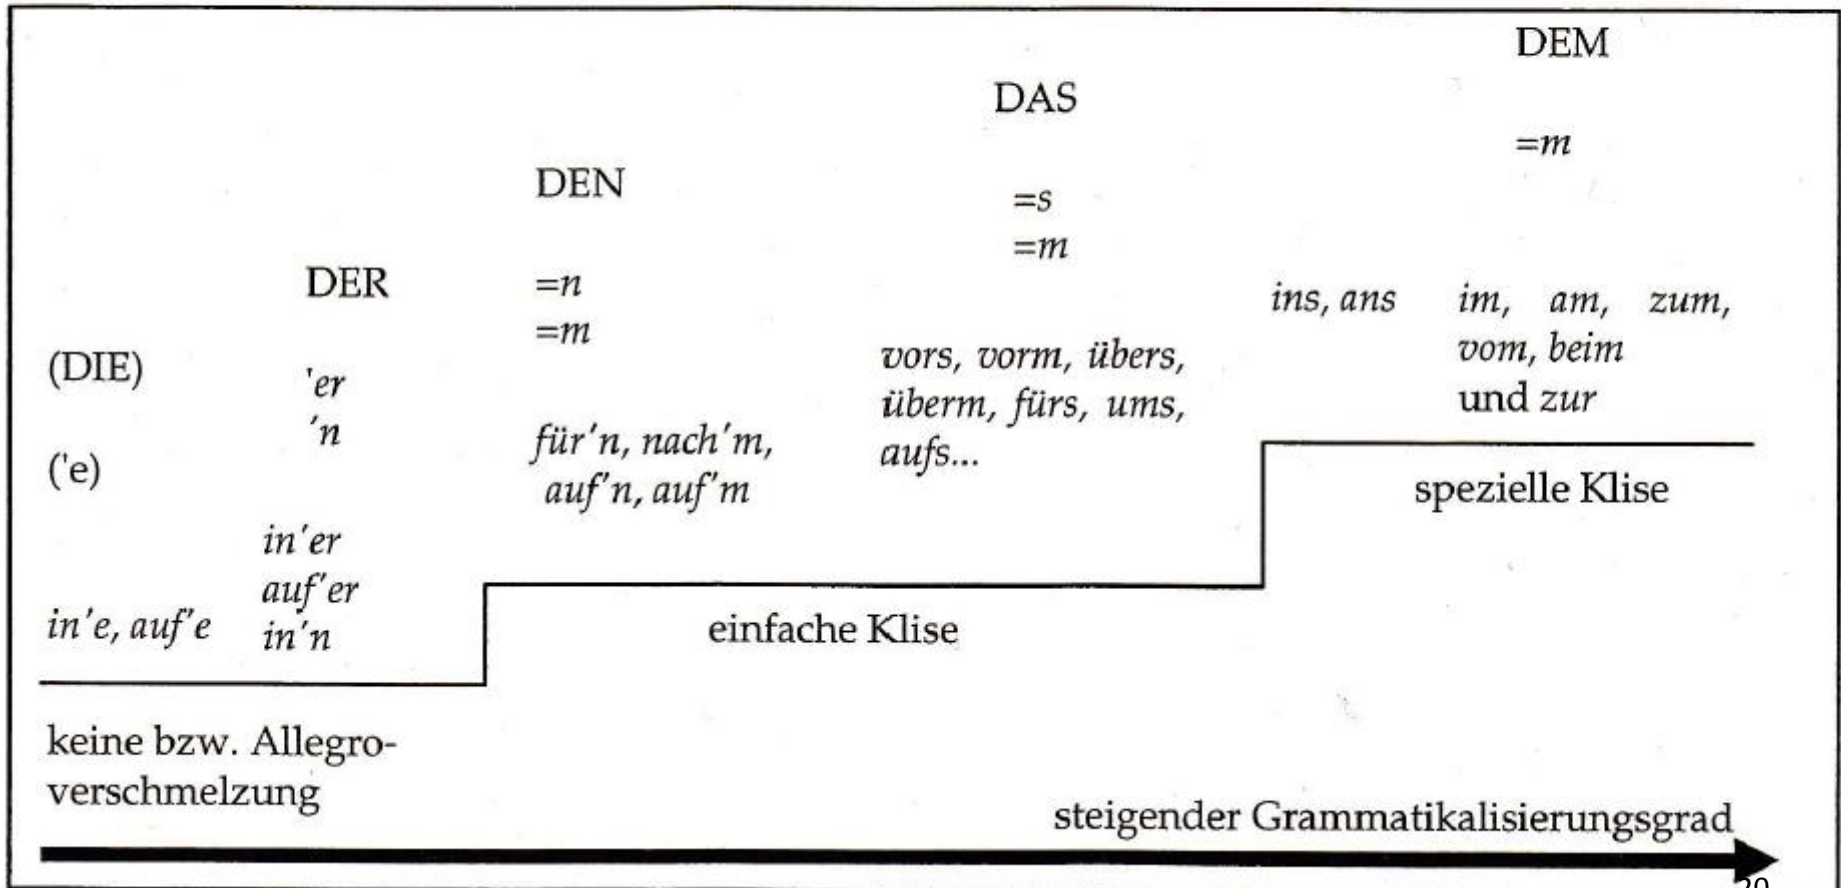 DEM
DAS
=m
DEN
=s
=m
DER
=n
=m
ins, ans im, am, zum,
vom, beim
und zur
(DIE)
'er
'n
vors, vorm, übers,
überm, fürs, ums,
aufs...
für'n, nach'm,
auf'n, auf'm
('e)
spezielle Klise
in'er
auf'er
in'n
in'e, auf'e
einfache Klise
keine bzw. Allegro-
verschmelzung
steigender Grammatikalisierungsgrad